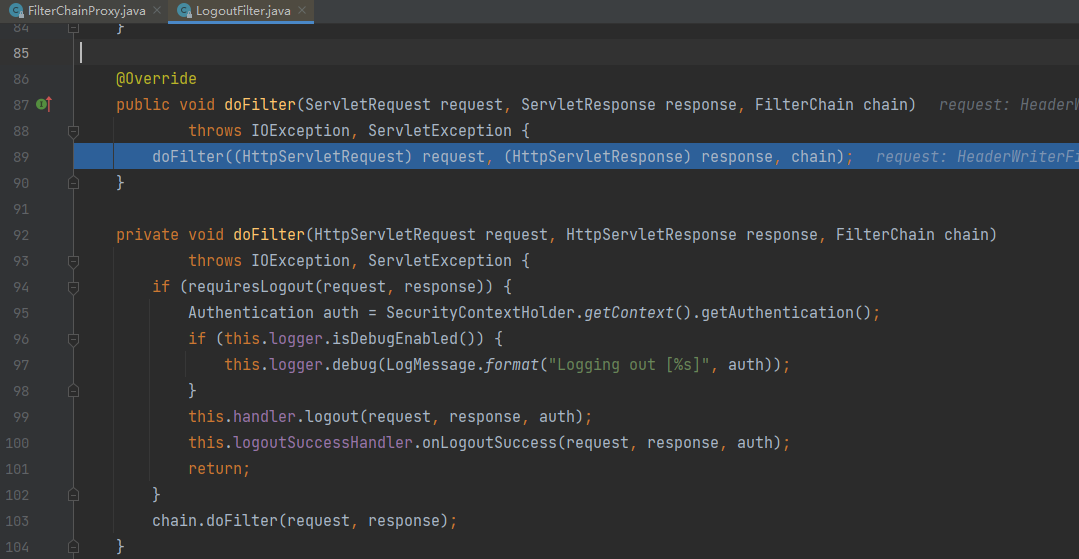 FilterChainProxy.java × LogoutFilter.java ×
84 }
85
86 @Override
87 public void doFilter(ServletRequest request, ServletResponse response, FilterChain chain) request: HeaderW
88 throws IOException, ServletException {
89 doFilter((HttpServletRequest) request, (HttpServletResponse) response, chain); request: HeaderWriterFi
90 }
91
92 private void doFilter(HttpServletRequest request, HttpServletResponse response, FilterChain chain)
93 throws IOException, ServletException {
94 if (requiresLogout(request, response)) {
95 Authentication auth = SecurityContextHolder.getContext().getAuthentication();
96 if (this.logger.isDebugEnabled()) {
97 this.logger.debug(LogMessage.format("Logging out [%s]", auth));
98 }
99 this.handler.logout(request, response, auth);
100 this.logoutSuccessHandler.onLogoutSuccess(request, response, auth);
101 return;
102 }
103 chain.doFilter(request, response);
104 }